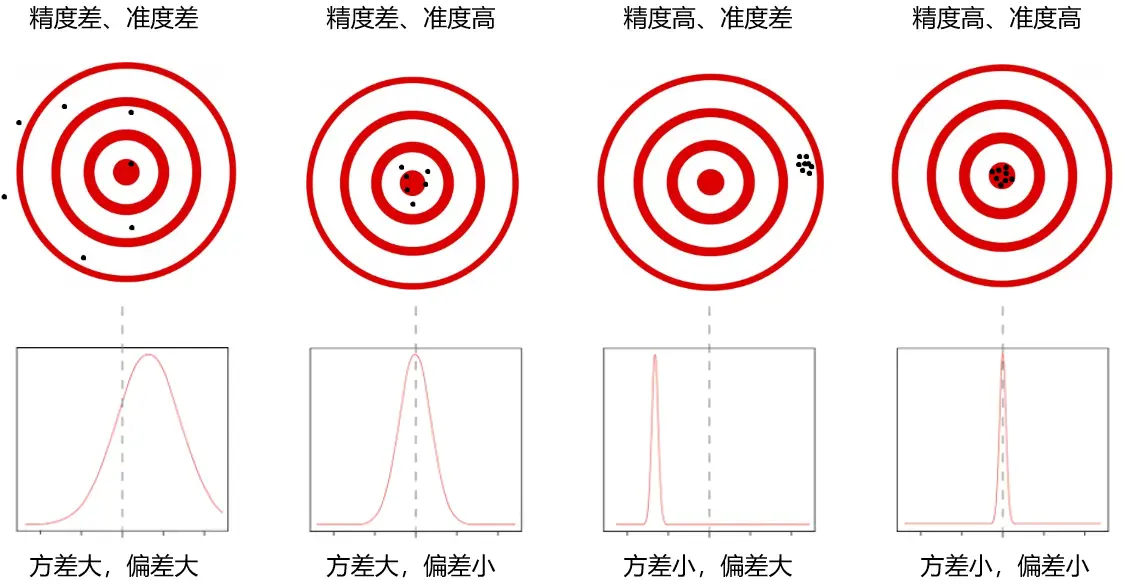 精度差、准度差
精度差、准度高
精度高、准度差
精度高、准度高
方差大，偏差大
方差大，偏差小
方差小，偏差大
方差小，偏差小